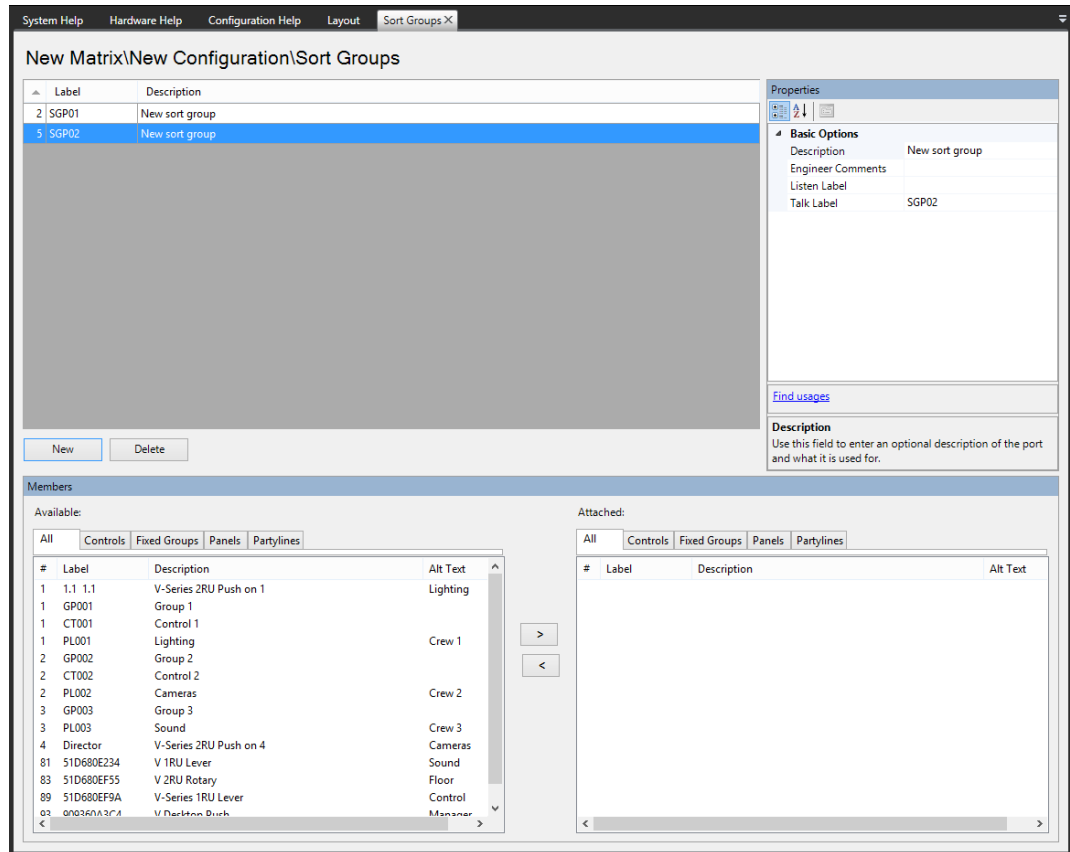 System Help Hardware Help Configuration Help Layout Sort Groups X
New Matrix\New Configuration\Sort Groups
Label Description
2 SGP01 New sort group
5 SGP02 New sort group
Properties
Basic Options
Description New sort group
Engineer Comments
Listen Label
Talk Label SGP02
Find usages
Description
Use this field to enter an optional description of the port
and what it is used for.
New Delete
Members
Available:
All Controls Fixed Groups Panels Partylines
# Label Description Alt Text
1 1.1 1.1 V-Series 2RU Push on 1 Lighting
1 GP001 Group 1
1 CT001 Control 1
1 PL001 Lighting Crew 1
2 GP002 Group 2
2 CT002 Control 2
2 PL002 Cameras Crew 2
3 GP003 Group 3
3 PL003 Sound Crew 3
4 Director V-Series 2RU Push on 4 Cameras
81 51D680E234 V 1RU Lever Sound
83 51D680EF55 V 2RU Rotary Floor
89 51D680EF9A V-Series 1RU Lever Control
93 909360A3C4 V Deskton Push Manager
>
<
Attached:
All Controls Fixed Groups Panels Partylines
# Label Description Alt Text